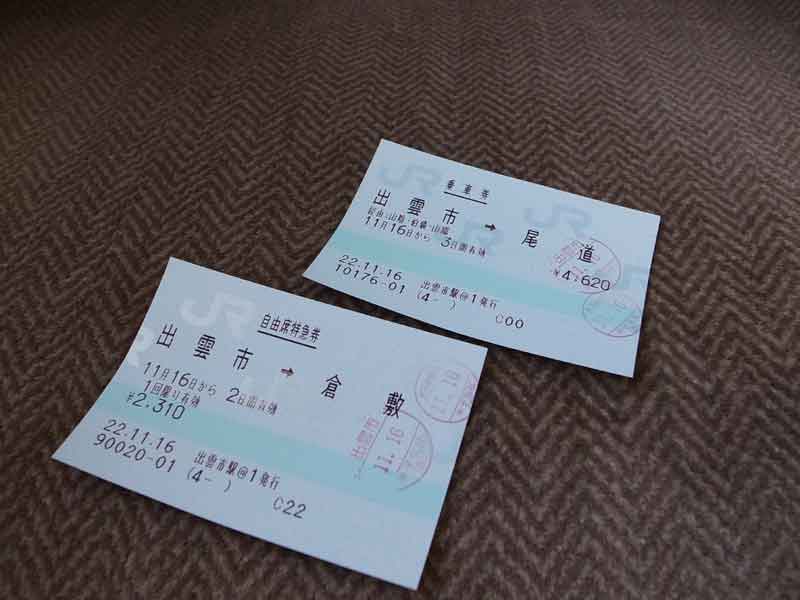 JR
乗車券
JR
出雲市 → 尾道
経由:山陰・伯備・山陽
11月16日から 3日間有効
¥4,620
22.11.16
出雲市駅@1発行
10176-01
(4- )
C00
JR
自由席特急券
出雲市 → 倉敷
11月16日から 2日間有効
1回限り有効
¥2,310
出雲市
11.16
22.11.16
出雲市駅@1発行
90020-01
(4- )
C22